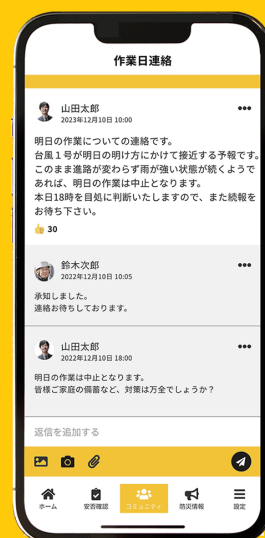 作業日連絡
山田太郎
2023年12月10日 10:00
明日の作業についての連絡です。
台風１号が明日の明け方にかけて接近する予報です。
このまま進路が変わらず雨が強い状態が続くようで
あれば、明日の作業は中止となります。
本日18時を目処に判断いたしますので、また続報を
お待ち下さい。
30
鈴木次郎
2022年12月10日 10:05
承知しました。
連絡お待ちしております。
山田太郎
2022年12月10日 18:00
明日の作業は中止となります。
皆様ご家庭の備蓄など、対策は万全でしょうか？
返信を追加する
ホーム
安否確認
コミュニティ
防災情報
設定